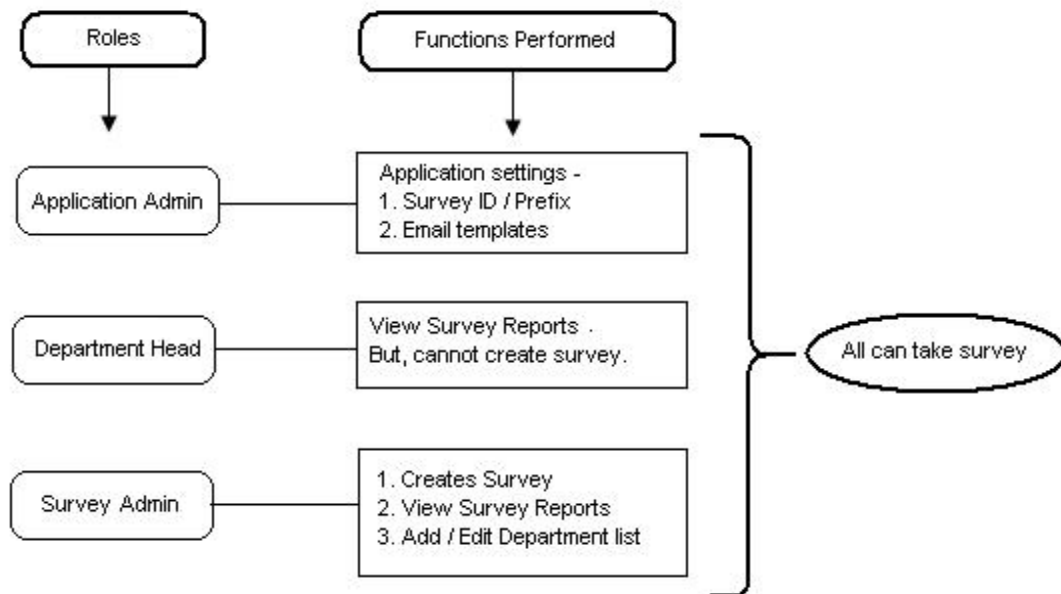 Roles
Functions Performed
Application Admin
Application settings -
1. Survey ID / Prefix
2. Email templates
Department Head
View Survey Reports .
But, cannot create survey.
All can take survey
Survey Admin
1. Creates Survey
2. View Survey Reports
3. Add / Edit Department list